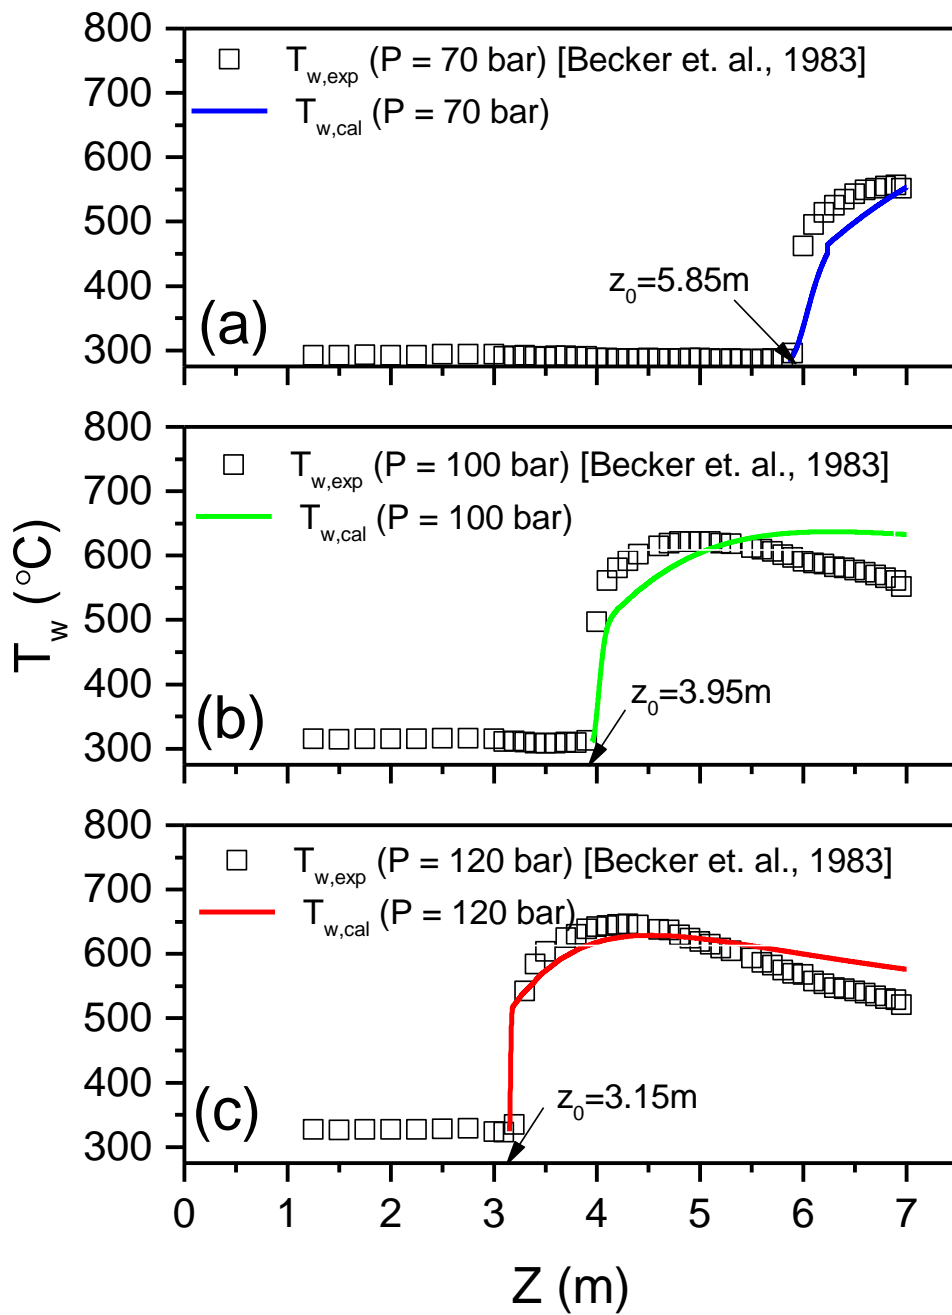 800
700
600
500
400
300
T_w,exp (P = 70 bar) [Becker et. al., 1983]
T_w,cal (P = 70 bar)
z_0=5.85m
(a)
800
700
600
500
400
300
T_w,exp (P = 100 bar) [Becker et. al., 1983]
T_w,cal (P = 100 bar)
z_0=3.95m
(b)
T_w (°C)
800
700
600
500
400
300
T_w,exp (P = 120 bar) [Becker et. al., 1983]
T_w,cal (P = 120 bar)
z_0=3.15m
(c)
0 1 2 3 4 5 6 7
Z (m)